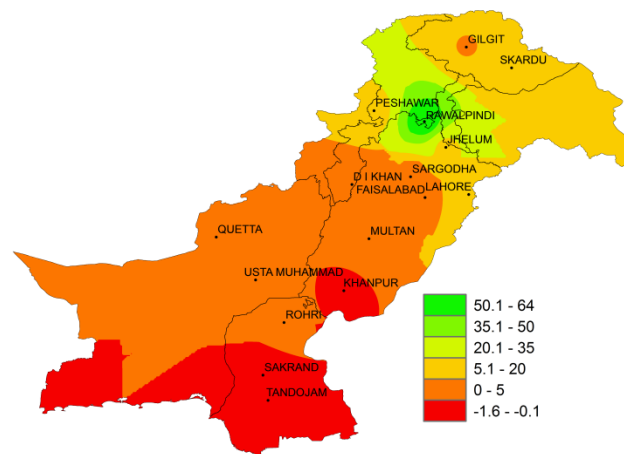 GILGIT
SKARDU
PESHAWAR
RAWALPINDI
JHELUM
SARGODHA
D I KHAN
FAISALABAD
LAHORE
QUETTA
MULTAN
USTA MUHAMMAD
KHANPUR
ROHRI
SAKRAND
TANDOJAM
50.1 - 64
35.1 - 50
20.1 - 35
5.1 - 20
0 - 5
-1.6 - -0.1